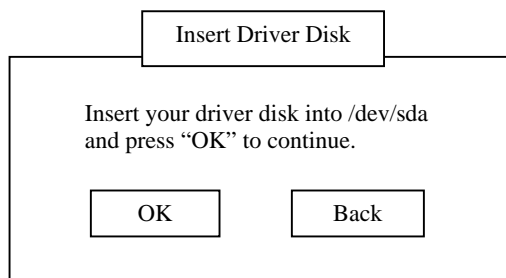 Insert Driver Disk
Insert your driver disk into /dev/sda
and press “OK” to continue.
OK
Back